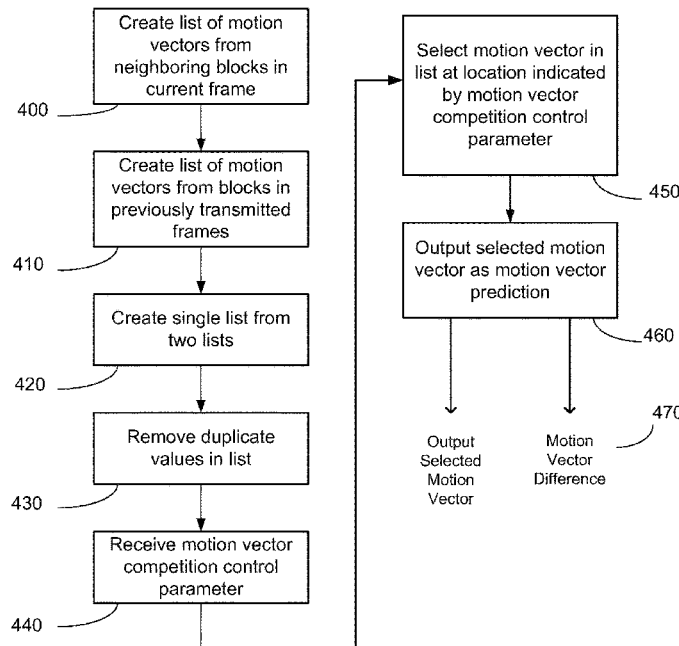 Create list of motion
vectors from
neighboring blocks in
current frame
400
Create list of motion
vectors from blocks in
previously transmitted
frames
410
Create single list from
two lists
420
Remove duplicate
values in list
430
Receive motion vector
competition control
parameter
440
Select motion vector in
list at location indicated
by motion vector
competition control
parameter
450
Output selected motion
vector as motion vector
prediction
460
470
Output
Selected
Motion
Vector
Motion
Vector
Difference